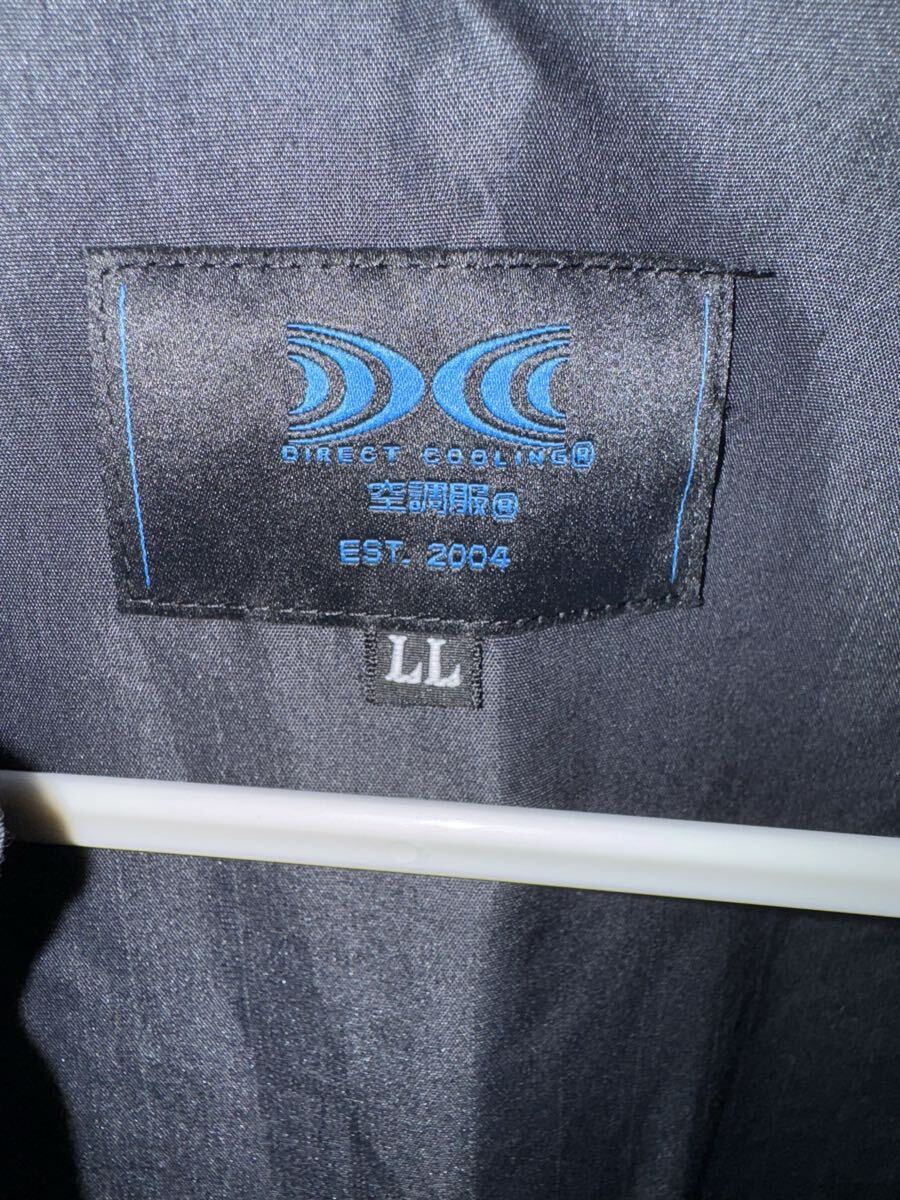 DIRECT COOLING®
空調服®
EST. 2004
LL